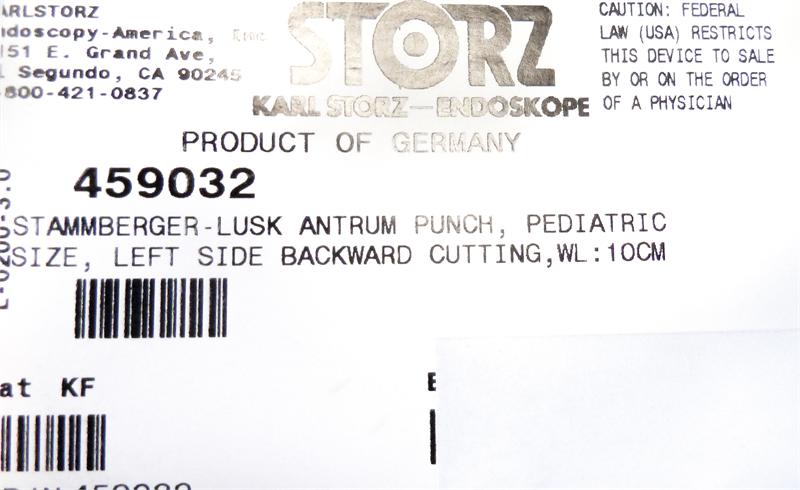 ARLSTORZ
doscopy-America,
151 E. Grand Ave,
Segundo, CA 90245
-800-421-0837
STORZ
KARL STORZ—ENDOSKOPE
CAUTION: FEDERAL
LAW (USA) RESTRICTS
THIS DEVICE TO SALE
BY OR ON THE ORDER
OF A PHYSICIAN
PRODUCT OF GERMANY
459032
STAMMBERGER-LUSK ANTRUM PUNCH, PEDIATRIC
SIZE, LEFT SIDE BACKWARD CUTTING,WL:10CM
at KF